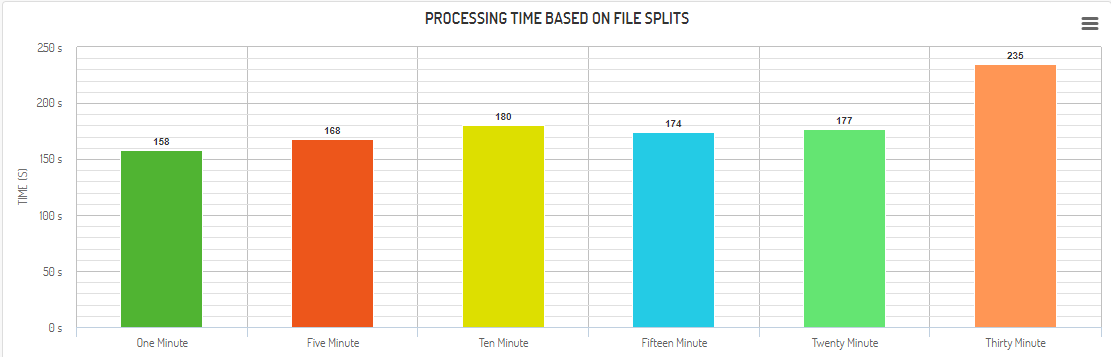 PROCESSING TIME BASED ON FILE SPLITS
250 s
200 s
150 s
100 s
50 s
0 s
TIME (S)
158
168
180
174
177
235
One Minute
Five Minute
Ten Minute
Fifteen Minute
Twenty Minute
Thirty Minute